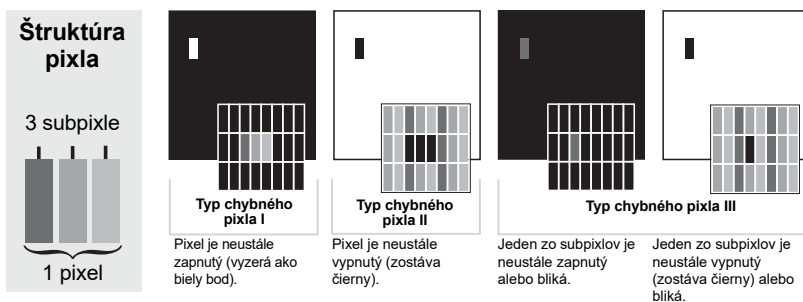 Štruktúra
pixla
3 subpixle
1 pixel
Typ chybného
pixla I
Pixel je neustále
zapnutý (vyzerá ako
biely bod).
Typ chybného
pixla II
Pixel je neustále
vypnutý (zostáva
čierny).
Typ chybného pixla III
Jeden zo subpixlov je
neustále zapnutý
alebo bliká.
Jeden zo subpixlov je
neustále vypnutý
(zostáva čierny) alebo
bliká.